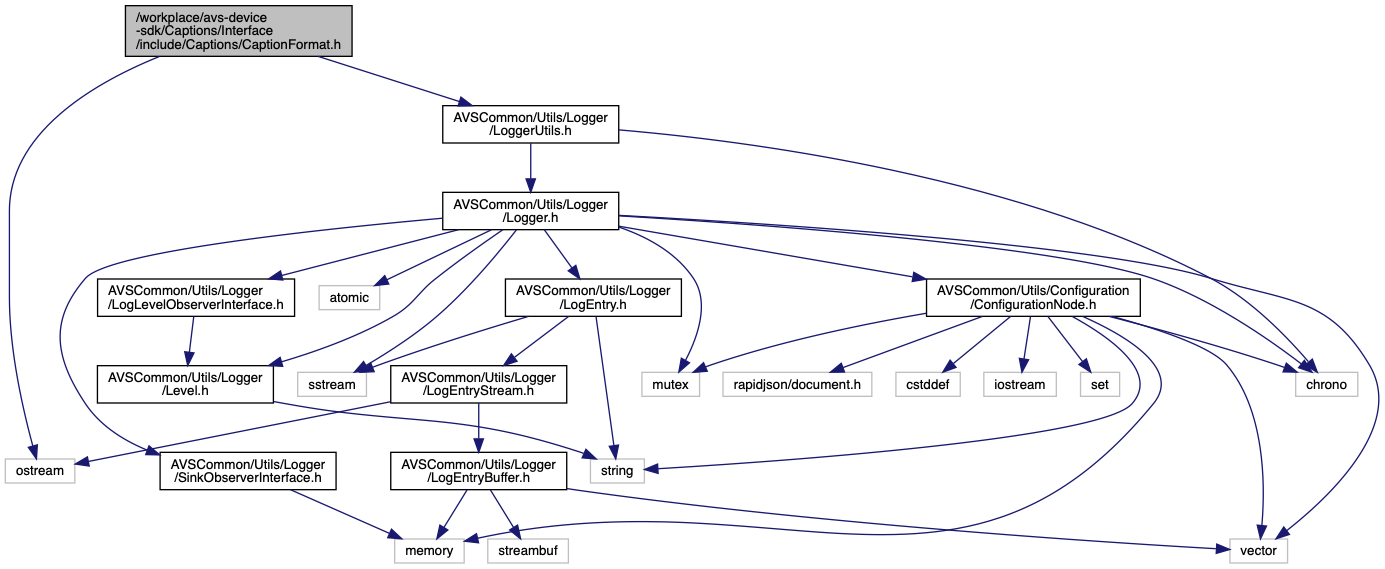 /workplace/avs-device
-sdk/Captions/Interface
/include/Captions/CaptionFormat.h
AVSCommon/Utils/Logger
/LoggerUtils.h
AVSCommon/Utils/Logger
/Logger.h
AVSCommon/Utils/Logger
/LogLevelObserverInterface.h
atomic
AVSCommon/Utils/Logger
/LogEntry.h
AVSCommon/Utils/Configuration
/ConfigurationNode.h
AVSCommon/Utils/Logger
/Level.h
sstream
AVSCommon/Utils/Logger
/LogEntryStream.h
mutex
rapidjson/document.h
cstddef
iostream
set
chrono
ostream
AVSCommon/Utils/Logger
/SinkObserverInterface.h
AVSCommon/Utils/Logger
/LogEntryBuffer.h
string
memory
streambuf
vector